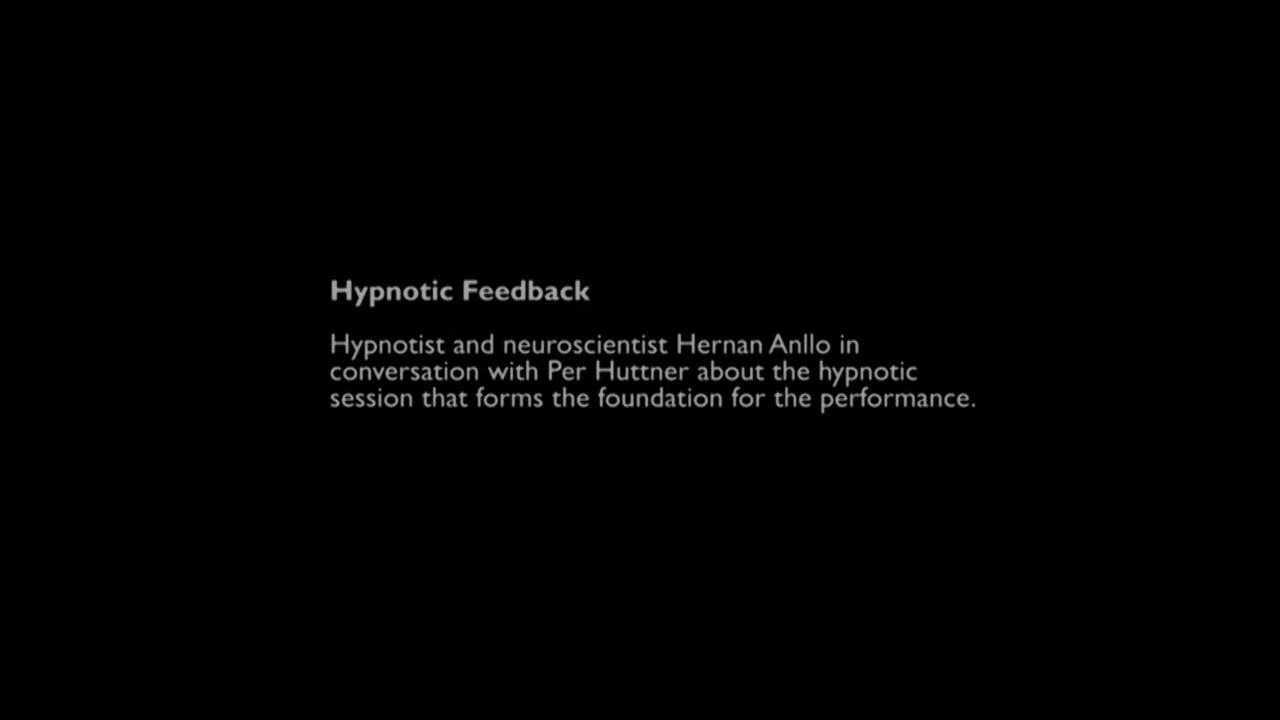 Hypnotic Feedback
Hypnotist and neuroscientist Hernan Anllo in
conversation with Per Huttner about the hypnotic
session that forms the foundation for the performance.